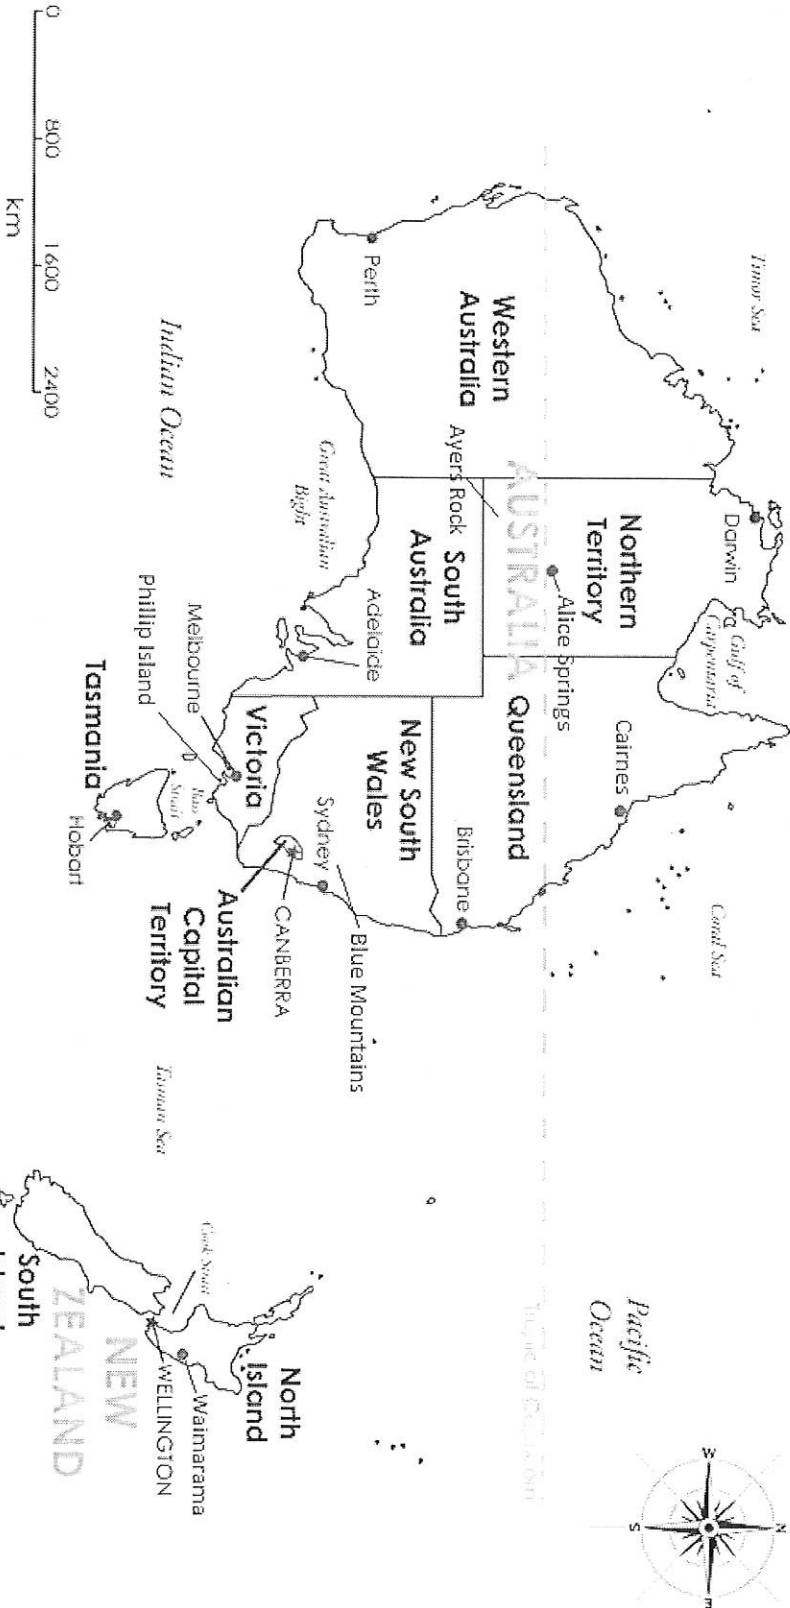 Timor Sea
Darwin
Gulf of
Carpentaria
Coral Sea
Pacific
Ocean
W
N
S
E
Northern
Territory
Cairnes
Western
Australia
AUSTRALIA
Alice Springs
Queensland
Tropic of
Ayers Rock
South
Australia
Brisbane
Perth
New South
Wales
Great Australian
Bight
Adelaide
Sydney
Blue Mountains
Indian Ocean
Melbourne
Phillip Island
Victoria
CANBERRA
Australian
Capital
Territory
Tasman Sea
Bass
Strait
Tasmania
Hobart
North
Island
Cook Strait
Waimarama
WELLINGTON
NEW
ZEALAND
South
0 800 1600 2400
km